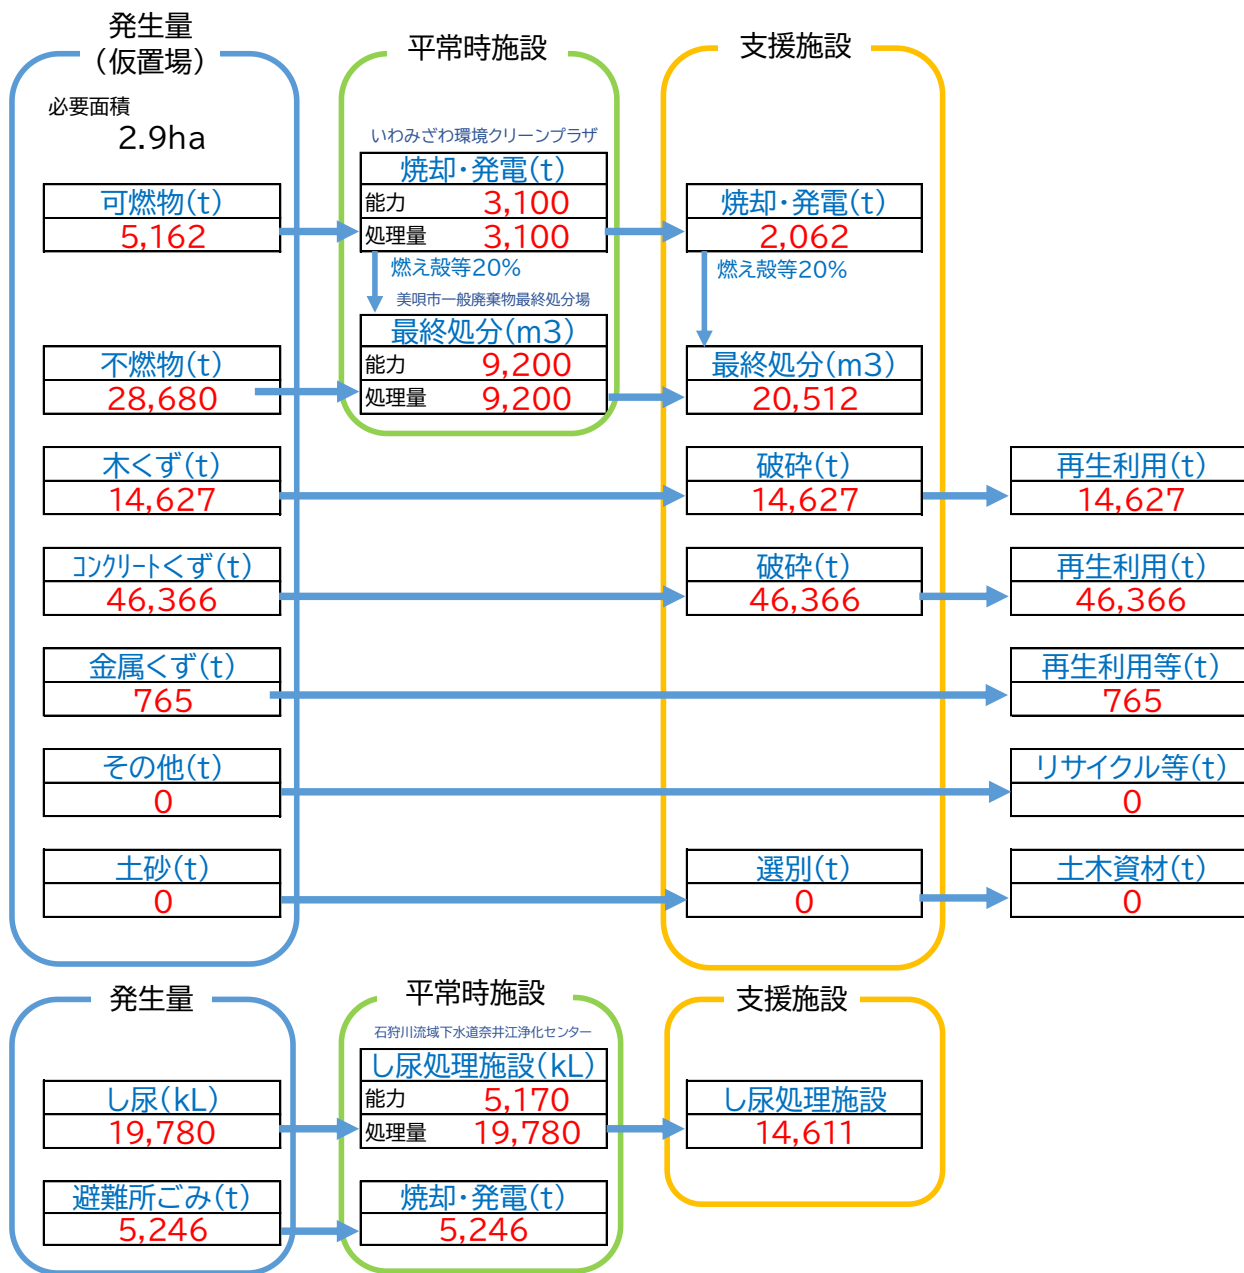 発生量
（仮置場）
平常時施設
支援施設
必要面積
2.9ha
いわみざわ環境クリーンプラザ
焼却・発電(t)
能力 3,100
処理量 3,100
可燃物(t)
5,162
焼却・発電(t)
2,062
燃え殻等20%
燃え殻等20%
美唄市一般廃棄物最終処分場
最終処分(m3)
能力 9,200
処理量 9,200
不燃物(t)
28,680
最終処分(m3)
20,512
木くず(t)
14,627
破砕(t)
14,627
再生利用(t)
14,627
コンクリートくず(t)
46,366
破砕(t)
46,366
再生利用(t)
46,366
金属くず(t)
765
再生利用等(t)
765
その他(t)
0
リサイクル等(t)
0
土砂(t)
0
選別(t)
0
土木資材(t)
0
発生量
平常時施設
支援施設
石狩川流域下水道奈井江浄化センター
し尿処理施設(kL)
能力 5,170
処理量 19,780
し尿(kL)
19,780
し尿処理施設
14,611
避難所ごみ(t)
5,246
焼却・発電(t)
5,246